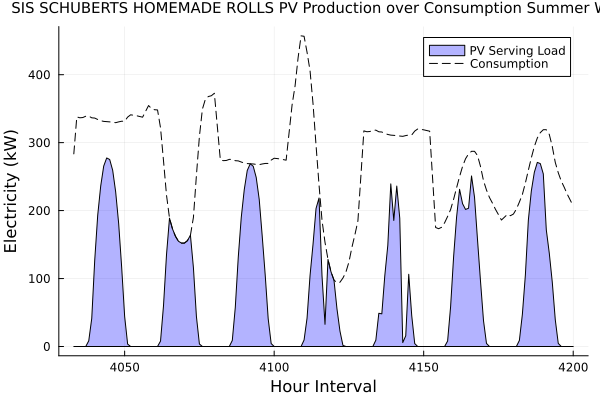 SIS SCHUBERTS HOMEMADE ROLLS PV Production over Consumption Summer
PV Serving Load
Consumption
Electricity (kW)
400
300
200
100
0
4050
4100
4150
4200
Hour Interval